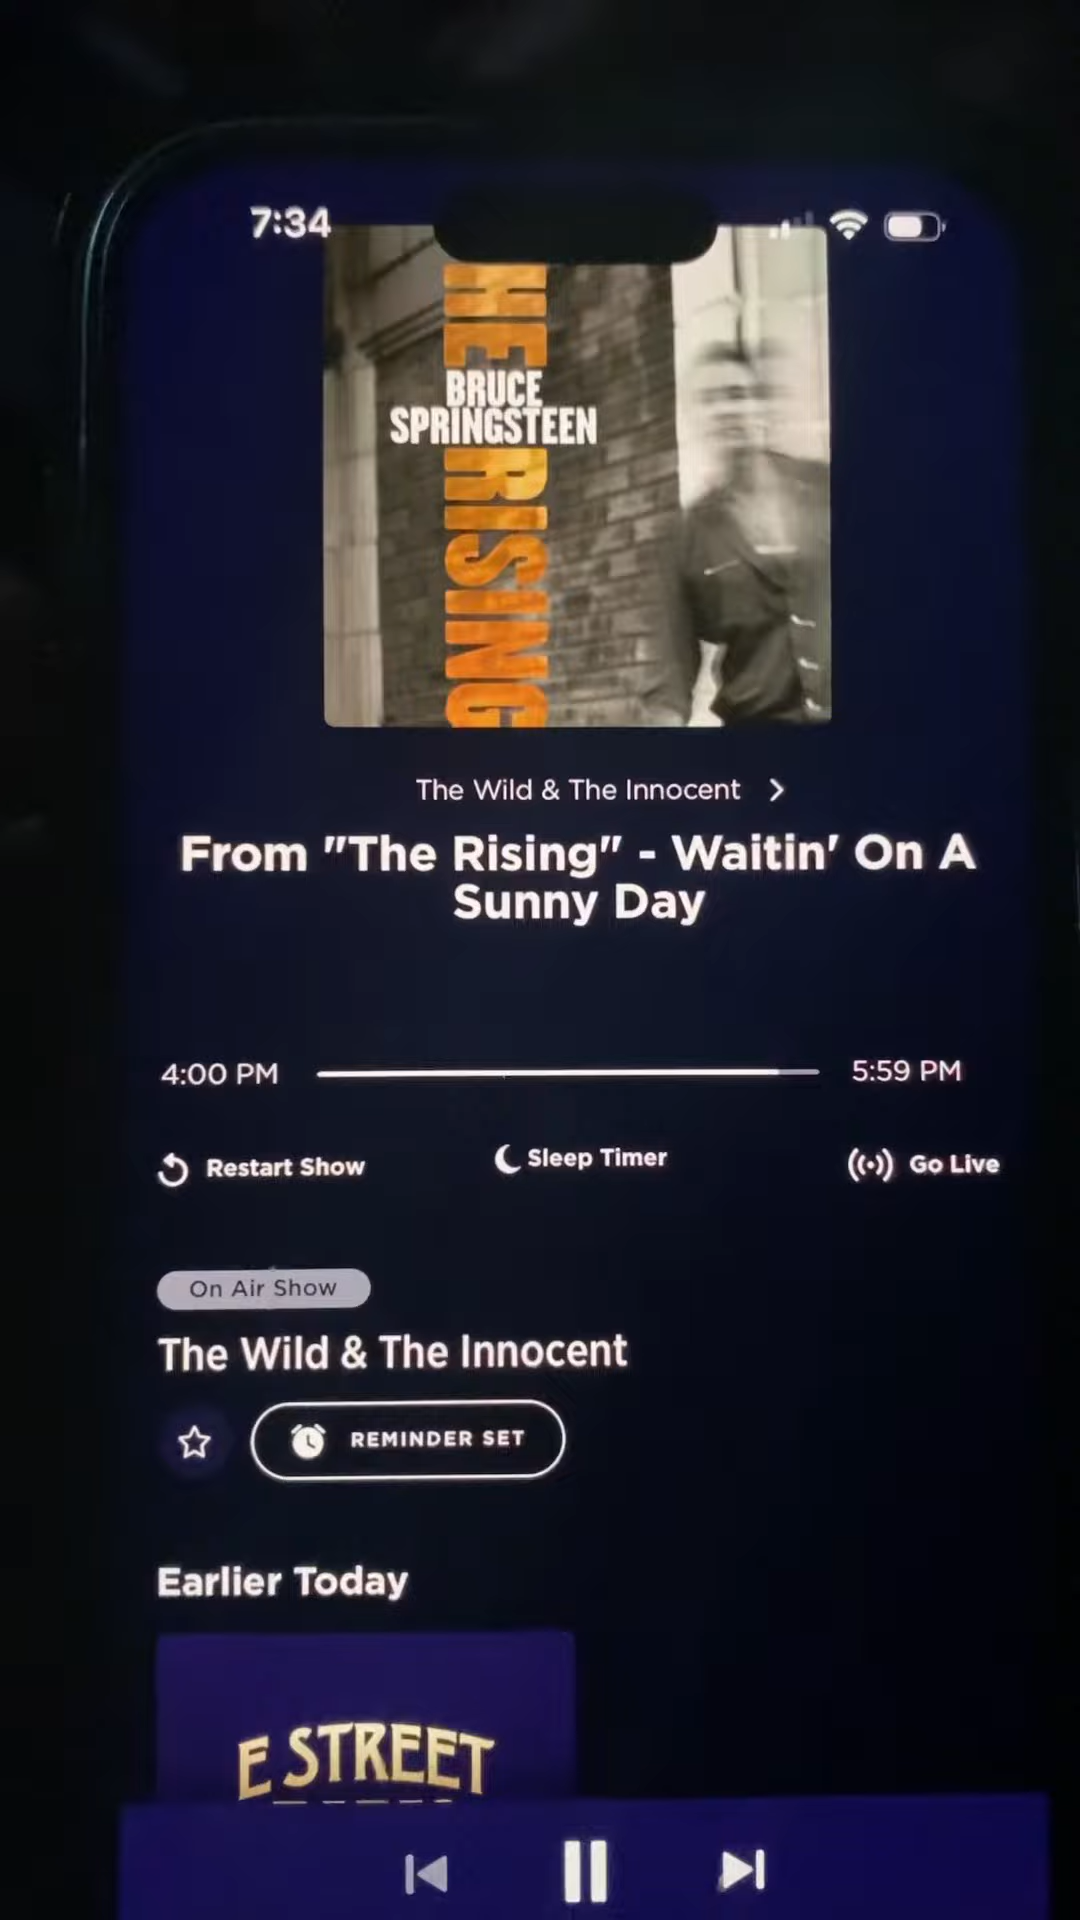 7:34
HE
BRUCE
SPRINGSTEEN
RISING
The Wild & The Innocent
From "The Rising" - Waitin' On A
Sunny Day
4:00 PM
5:59 PM
Restart Show
Sleep Timer
Go Live
On Air Show
The Wild & The Innocent
REMINDER SET
Earlier Today
E STREET